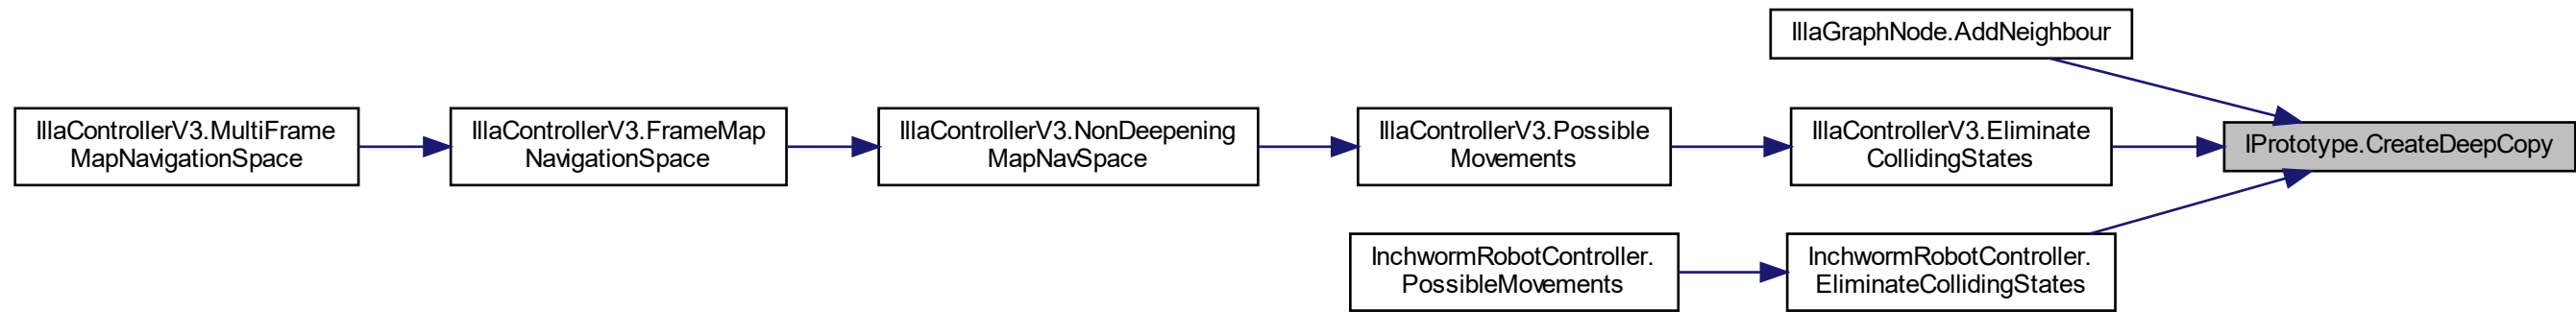 IllaGraphNode.AddNeighbour
IllaControllerV3.MultiFrame
MapNavigationSpace
IllaControllerV3.FrameMap
NavigationSpace
IllaControllerV3.NonDeepening
MapNavSpace
IllaControllerV3.Possible
Movements
IllaControllerV3.Eliminate
CollidingStates
IPrototype.CreateDeepCopy
InchwormRobotController.
PossibleMovements
InchwormRobotController.
EliminateCollidingStates